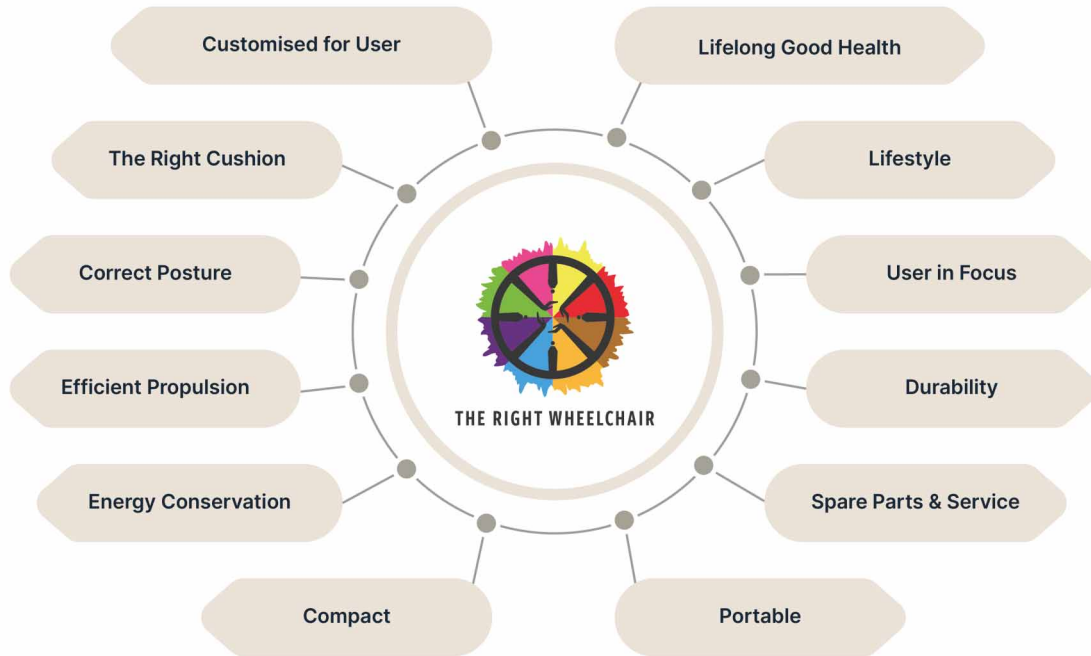 Customised for User
Lifelong Good Health
The Right Cushion
Lifestyle
Correct Posture
User in Focus
Efficient Propulsion
Durability
Energy Conservation
Spare Parts & Service
Compact
Portable
THE RIGHT WHEELCHAIR